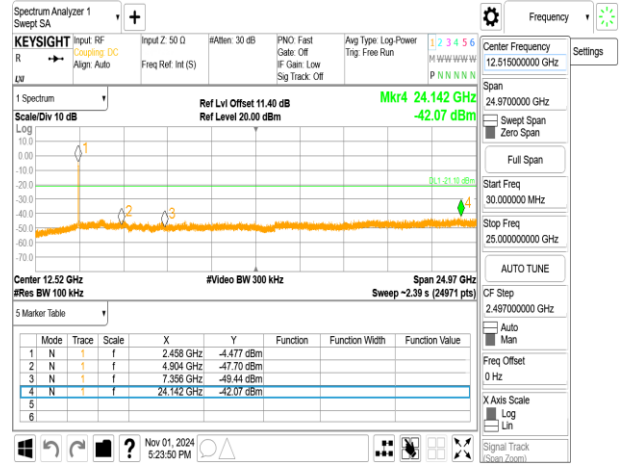 Spectrum Analyzer 1
Swept SA
Frequency
KEYSIGHT
R
Input: RF
Coupling: DC
Align: Auto
Input Z: 50 Ω
Freq Ref: Int (S)
#Atten: 30 dB
PNO: Fast
Gate: Off
IF Gain: Low
Sig Track: Off
Avg Type: Log-Power
Trig: Free Run
1 2 3 4 5 6
M W W W W W
P N N N N N
Settings
Center Frequency
12.515000000 GHz
Span
24.9700000 GHz
Swept Span
Zero Span
Full Span
Start Freq
30.000000 MHz
Stop Freq
25.000000000 GHz
AUTO TUNE
CF Step
2.497000000 GHz
Auto
Man
Freq Offset
0 Hz
X Axis Scale
Log
Lin
Signal Track
(Span Zoom)
1 Spectrum
Scale/Div 10 dB
Ref Lvl Offset 11.40 dB
Ref Level 20.00 dBm
Mkr4 24.142 GHz
-42.07 dBm
Log
10.0
0.00
-10.0
-20.0
-30.0
-40.0
-50.0
-60.0
-70.0
1
2
3
4
DL1 -21.10 dBm
Center 12.52 GHz
#Res BW 100 kHz
#Video BW 300 kHz
Span 24.97 GHz
Sweep ~2.39 s (24971 pts)
5 Marker Table
Mode Trace Scale X Y Function Function Width Function Value
1 N 1 f 2.458 GHz -4.477 dBm
2 N 1 f 4.904 GHz -47.70 dBm
3 N 1 f 7.356 GHz -49.44 dBm
4 N 1 f 24.142 GHz -42.07 dBm
5
6
?
Nov 01, 2024
5:23:50 PM